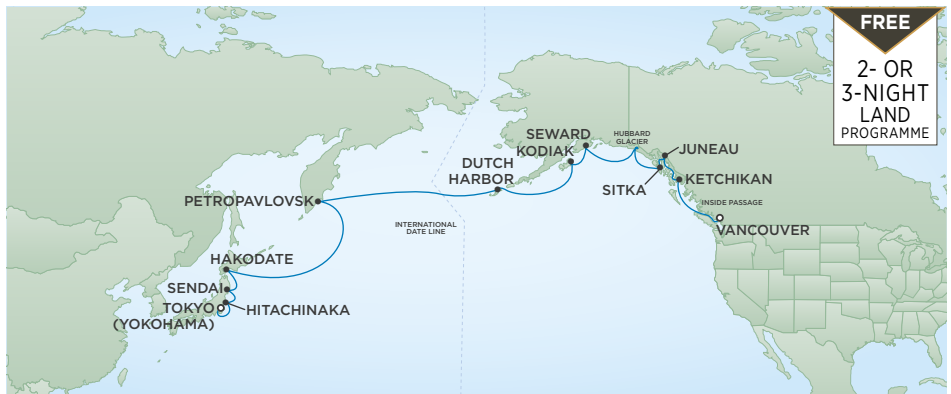 FREE
2- OR
3-NIGHT
LAND
PROGRAMME
SEWARD
HUBBARD
GLACIER
KODIAK
JUNEAU
DUTCH
HARBOR
SITKA
KETCHIKAN
PETROPAVLOVSK
INSIDE PASSAGE
INTERNATIONAL
DATE LINE
VANCOUVER
HAKODATE
SENDAI
TOKYO
(YOKOHAMA)
HITACHINAKA